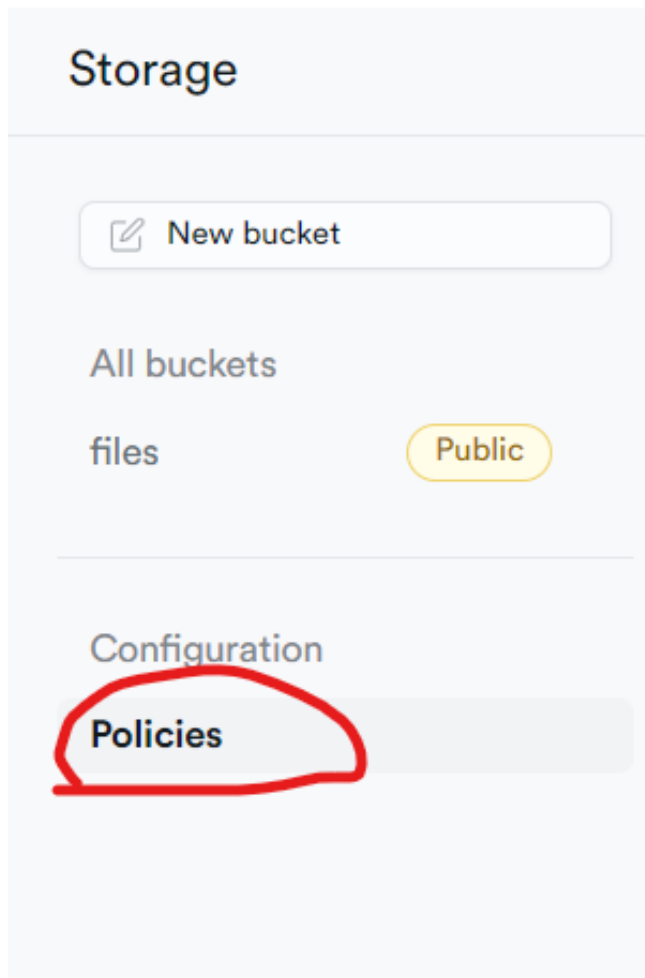 Storage
New bucket
All buckets
files Public
Configuration
Policies